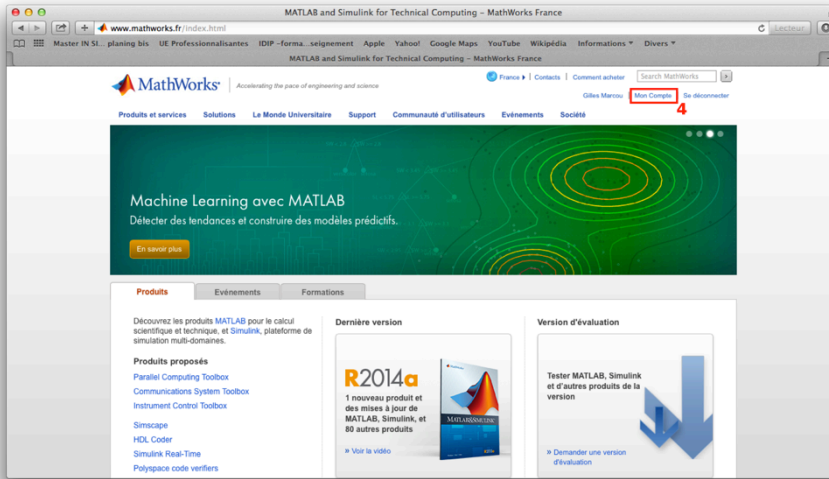 MATLAB and Simulink for Technical Computing – MathWorks France
www.mathworks.fr/index.html
Lecteur
Master IN SI... planing bis UE Professionnalisantes IDIP –forma...seignement Apple Yahoo! Google Maps YouTube Wikipédia Informations Divers
MATLAB and Simulink for Technical Computing – MathWorks France
MathWorks
Accelerating the pace of engineering and science
France | Contacts | Comment acheter
Search MathWorks
Gilles Marcou | Mon Compte | Se déconnecter
4
Produits et services Solutions Le Monde Universitaire Support Communauté d'utilisateurs Evénements Société
Machine Learning avec MATLAB
Détecter des tendances et construire des modèles prédictifs.
En savoir plus
Produits Evénements Formations
Découvrez les produits MATLAB pour le calcul
scientifique et technique, et Simulink, plateforme de
simulation multi-domaines.
Produits proposés
Parallel Computing Toolbox
Communications System Toolbox
Instrument Control Toolbox
Simscape
HDL Coder
Simulink Real-Time
Polyspace code verifiers
Dernière version
R2014a
1 nouveau produit et
des mises à jour de
MATLAB, Simulink, et
80 autres produits
» Voir la vidéo
MATLAB&SIMULINK
Version d'évaluation
Tester MATLAB, Simulink
et d'autres produits de la
version
» Demander une version
d'évaluation